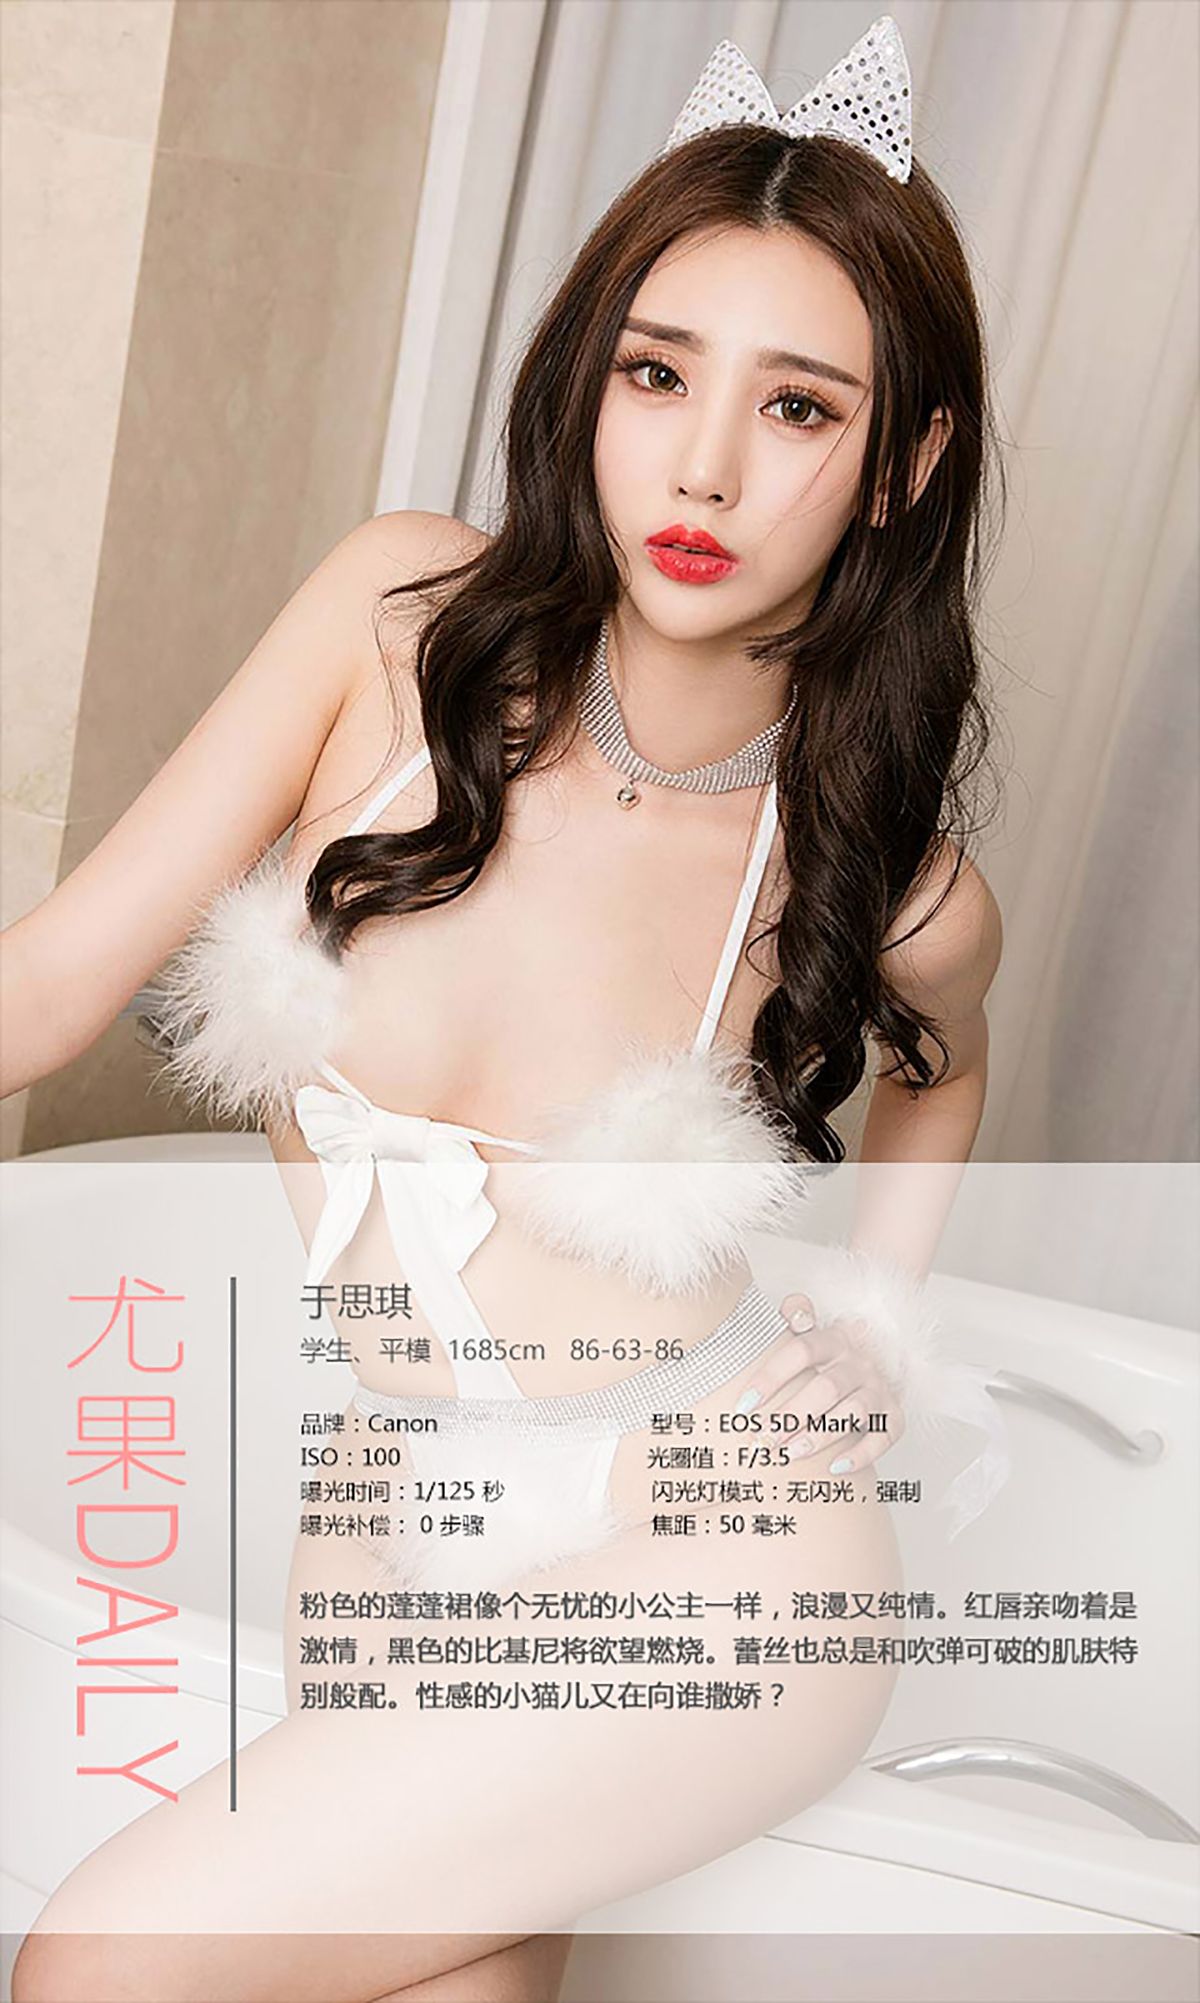 尤果DAILY
于思琪
学生、平模 1685cm 86-63-86
品牌：Canon 型号：EOS 5D Mark III
ISO：100 光圈值：F/3.5
曝光时间：1/125 秒 闪光灯模式：无闪光，强制
曝光补偿： 0 步骤 焦距：50 毫米
粉色的蓬蓬裙像个无忧的小公主一样，浪漫又纯情。红唇亲吻着是
激情，黑色的比基尼将欲望燃烧。蕾丝也总是和吹弹可破的肌肤特
别般配。性感的小猫儿又在向谁撒娇？